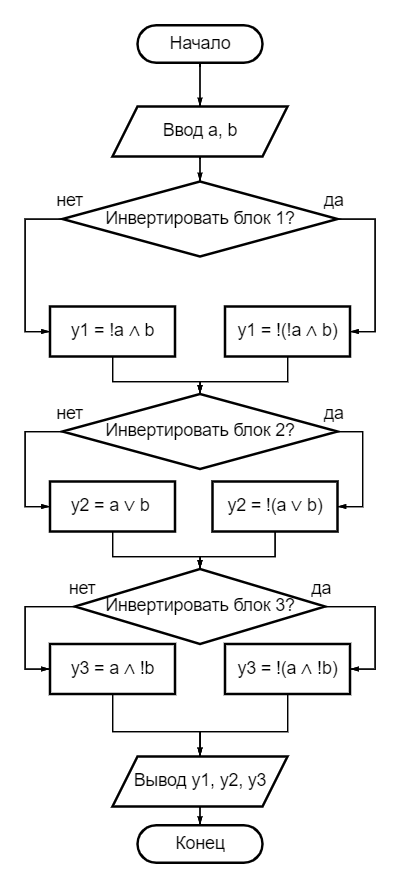 Начало
Ввод a, b
нет
да
Инвертировать блок 1?
y1 = !a ∧ b
y1 = !(!a ∧ b)
нет
да
Инвертировать блок 2?
y2 = a ∨ b
y2 = !(a ∨ b)
нет
да
Инвертировать блок 3?
y3 = a ∧ !b
y3 = !(a ∧ !b)
Вывод y1, y2, y3
Конец